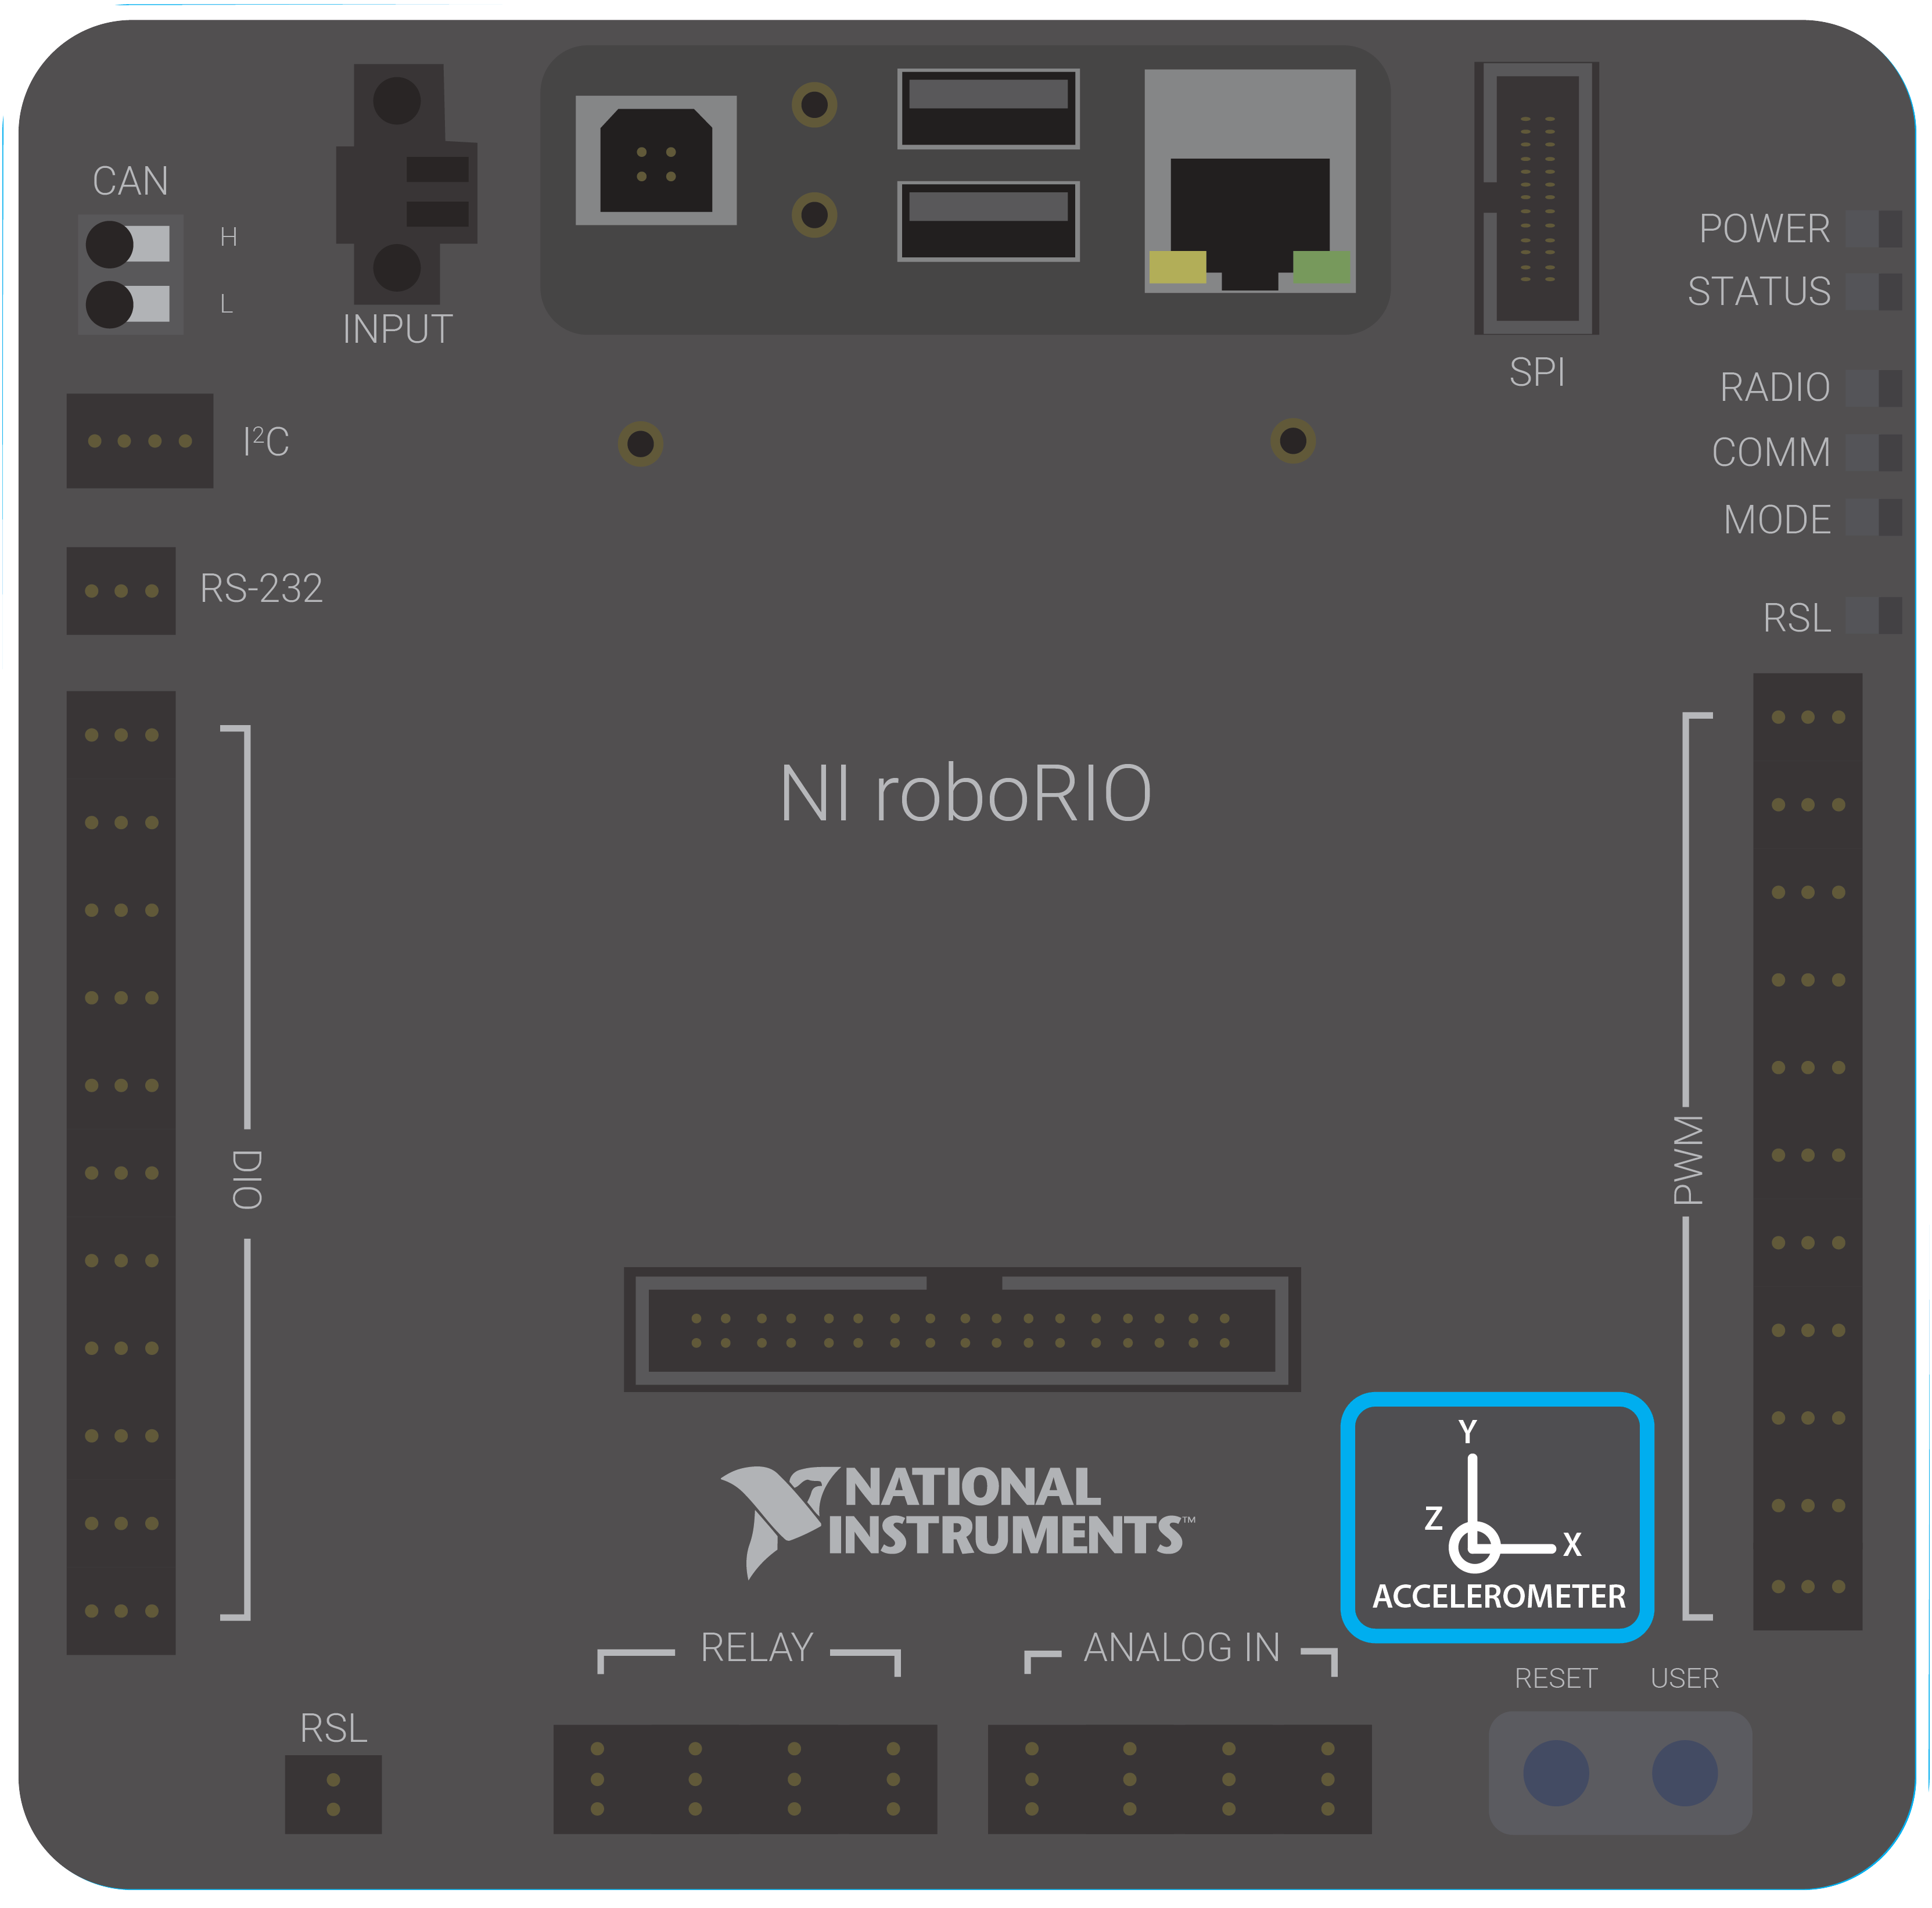 CAN
H
L
INPUT
SPI
POWER
STATUS
RADIO
COMM
MODE
RSL
I²C
RS-232
NI roboRIO
DIO
PWM
Y
Z
X
ACCELEROMETER
NATIONAL
INSTRUMENTS™
RELAY
ANALOG IN
RESET
USER
RSL